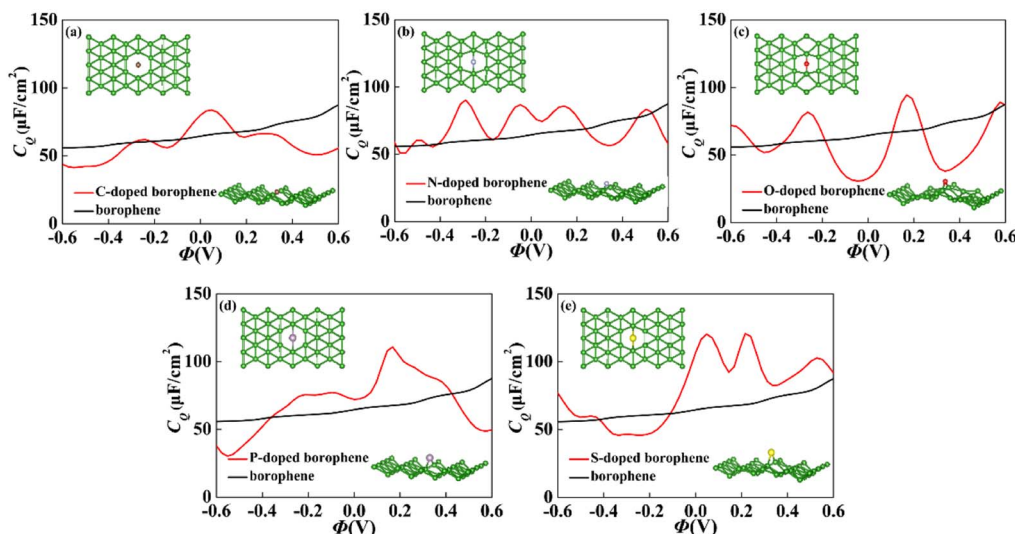 (a)
150
100
50
0
C_Q (μF/cm²)
C-doped borophene
borophene
-0.6 -0.4 -0.2 0.0 0.2 0.4 0.6
Φ(V)
(b)
150
100
50
0
C_Q (μF/cm²)
N-doped borophene
borophene
-0.6 -0.4 -0.2 0.0 0.2 0.4 0.6
Φ(V)
(c)
150
100
50
0
C_Q (μF/cm²)
O-doped borophene
borophene
-0.6 -0.4 -0.2 0.0 0.2 0.4 0.6
Φ(V)
(d)
150
100
50
0
C_Q (μF/cm²)
P-doped borophene
borophene
-0.6 -0.4 -0.2 0.0 0.2 0.4 0.6
Φ(V)
(e)
150
100
50
0
C_Q (μF/cm²)
S-doped borophene
borophene
-0.6 -0.4 -0.2 0.0 0.2 0.4 0.6
Φ(V)